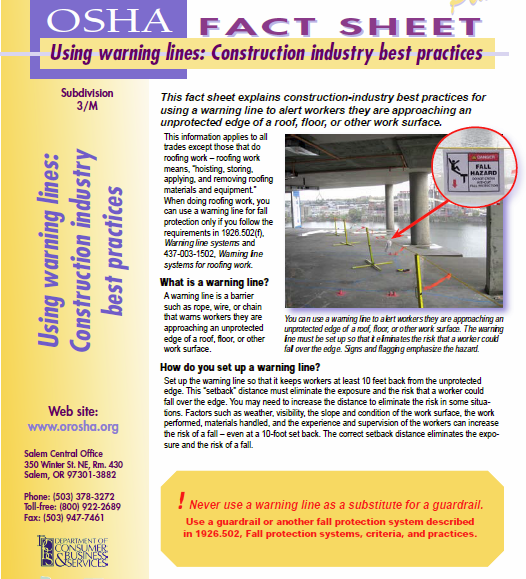 OSHA FACT SHEET
Using warning lines: Construction industry best practices
Subdivision
3/M
Using warning lines:
Construction industry
best practices
Web site:
www.orosha.org
Salem Central Office
350 Winter St. NE, Rm. 430
Salem, OR 97301-3882
Phone: (503) 378-3272
Toll-free: (800) 922-2689
Fax: (503) 947-7461
DEPARTMENT OF
CONSUMER
& BUSINESS
SERVICES
This fact sheet explains construction-industry best practices for
using a warning line to alert workers they are approaching an
unprotected edge of a roof, floor, or other work surface.
This information applies to all
trades except those that do
roofing work – roofing work
means, "hoisting, storing,
applying, and removing roofing
materials and equipment."
When doing roofing work, you
can use a warning line for fall
protection only if you follow the
requirements in 1926.502(f),
Warning line systems and
437-003-1502, Warning line
systems for roofing work.
What is a warning line?
A warning line is a barrier
such as rope, wire, or chain
that warns workers they are
approaching an unprotected
edge of a roof, floor, or other
work surface.
DANGER
FALL
HAZARD
You can use a warning line to alert workers they are approaching an
unprotected edge of a roof, floor, or other work surface. The warning
line must be set up so that it eliminates the risk that a worker could
fall over the edge. Signs and flagging emphasize the hazard.
How do you set up a warning line?
Set up the warning line so that it keeps workers at least 10 feet back from the unprotected
edge. This "setback" distance must eliminate the exposure and the risk that a worker could
fall over the edge. You may need to increase the distance to eliminate the risk in some situa-
tions. Factors such as weather, visibility, the slope and condition of the work surface, the work
performed, materials handled, and the experience and supervision of the workers can increase
the risk of a fall – even at a 10-foot set back. The correct setback distance eliminates the expo-
sure and the risk of a fall.
! Never use a warning line as a substitute for a guardrail.
Use a guardrail or another fall protection system described
in 1926.502, Fall protection systems, criteria, and practices.